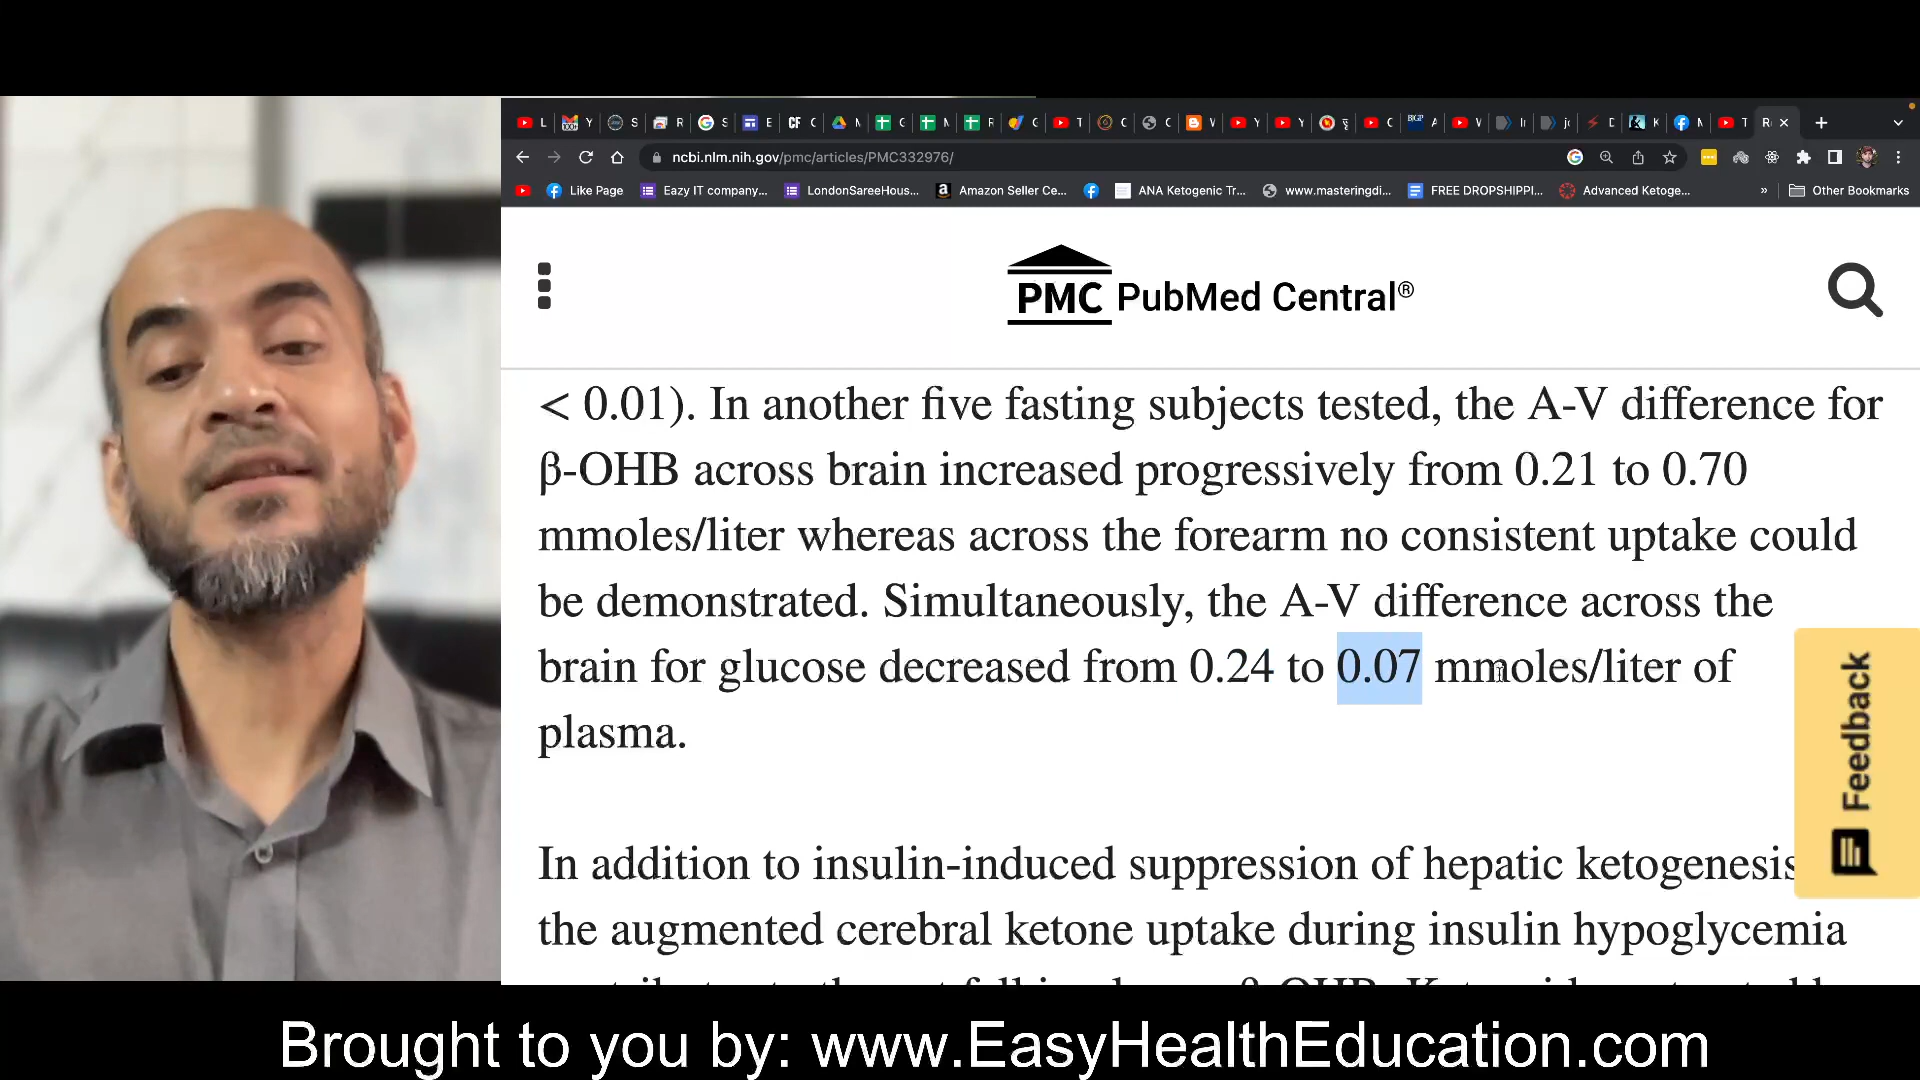 L Y S R S E CF C M C M R C T C C V Y Y ই C BIGP A V Ir jc D K N T R
ncbi.nlm.nih.gov/pmc/articles/PMC332976/
Like Page Eazy IT company... LondonSareeHous... Amazon Seller Ce... ANA Ketogenic Tr... www.masteringdi... FREE DROPSHIPPI... Advanced Ketoge... » Other Bookmarks
PMC PubMed Central®
< 0.01). In another five fasting subjects tested, the A-V difference for
β-OHB across brain increased progressively from 0.21 to 0.70
mmoles/liter whereas across the forearm no consistent uptake could
be demonstrated. Simultaneously, the A-V difference across the
brain for glucose decreased from 0.24 to 0.07 mmoles/liter of
plasma.
Feedback
In addition to insulin-induced suppression of hepatic ketogenesis
the augmented cerebral ketone uptake during insulin hypoglycemia
Brought to you by: www.EasyHealthEducation.com